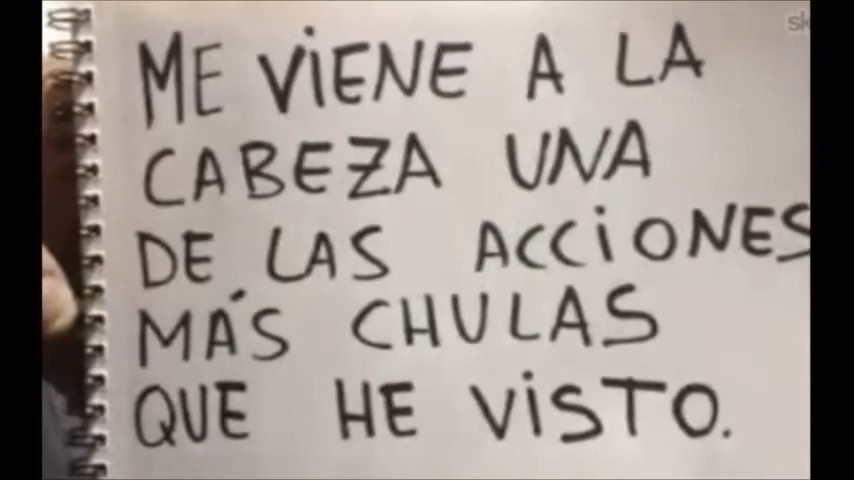 ME VIENE A LA
CABEZA UNA
DE LAS ACCIONES
MÁS CHULAS
QUE HE VISTO.